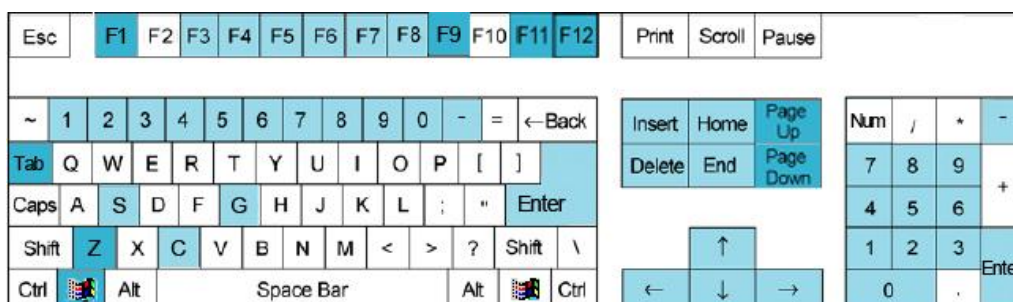 Esc F1 F2 F3 F4 F5 F6 F7 F8 F9 F10 F11 F12 Print Scroll Pause
~ 1 2 3 4 5 6 7 8 9 0 - = ←Back Insert Home Page Up Num / * -
Tab Q W E R T Y U I O P [ ] Delete End Page Down 7 8 9 +
Caps A S D F G H J K L ; " Enter 4 5 6
Shift Z X C V B N M < > ? Shift \ ↑ 1 2 3 Ente
Ctrl Alt Space Bar Alt Ctrl ← ↓ → 0 .